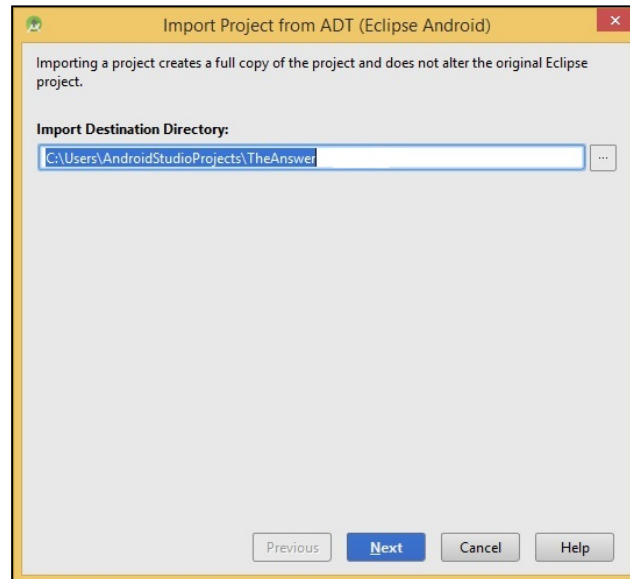 Import Project from ADT (Eclipse Android)
Importing a project creates a full copy of the project and does not alter the original Eclipse
project.
Import Destination Directory:
C:\Users\AndroidStudioProjects\TheAnswer
...
Previous Next Cancel Help